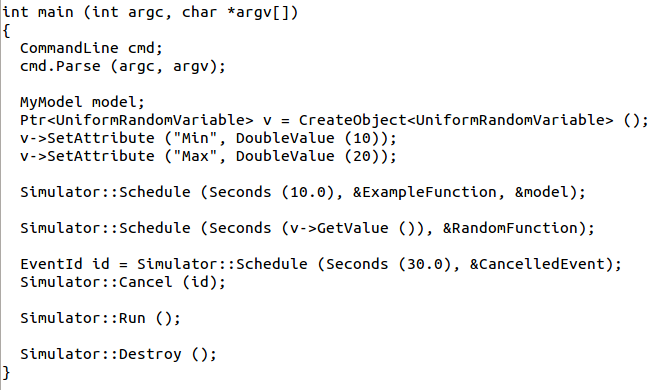 int main (int argc, char *argv[])
{
  CommandLine cmd;
  cmd.Parse (argc, argv);

  MyModel model;
  Ptr<UniformRandomVariable> v = CreateObject<UniformRandomVariable> ();
  v->SetAttribute ("Min", DoubleValue (10));
  v->SetAttribute ("Max", DoubleValue (20));

  Simulator::Schedule (Seconds (10.0), &ExampleFunction, &model);

  Simulator::Schedule (Seconds (v->GetValue ()), &RandomFunction);

  EventId id = Simulator::Schedule (Seconds (30.0), &CancelledEvent);
  Simulator::Cancel (id);

  Simulator::Run ();

  Simulator::Destroy ();
}